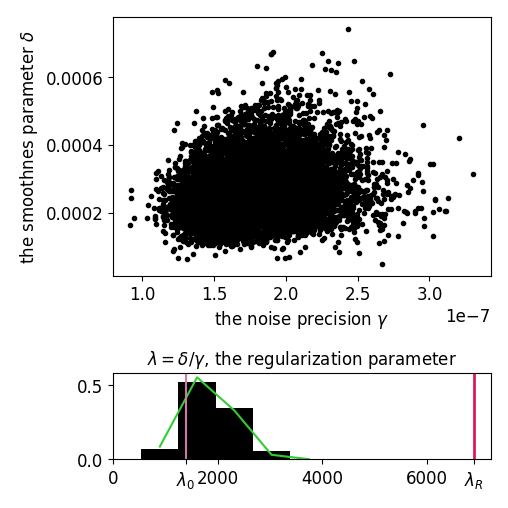 the smoothnes parameter δ
0.0006
0.0004
0.0002
1.0 1.5 2.0 2.5 3.0
1e−7
the noise precision γ
λ = δ/γ, the regularization parameter
0.5
0.0
0 2000 4000 6000
λ₀ λ_R